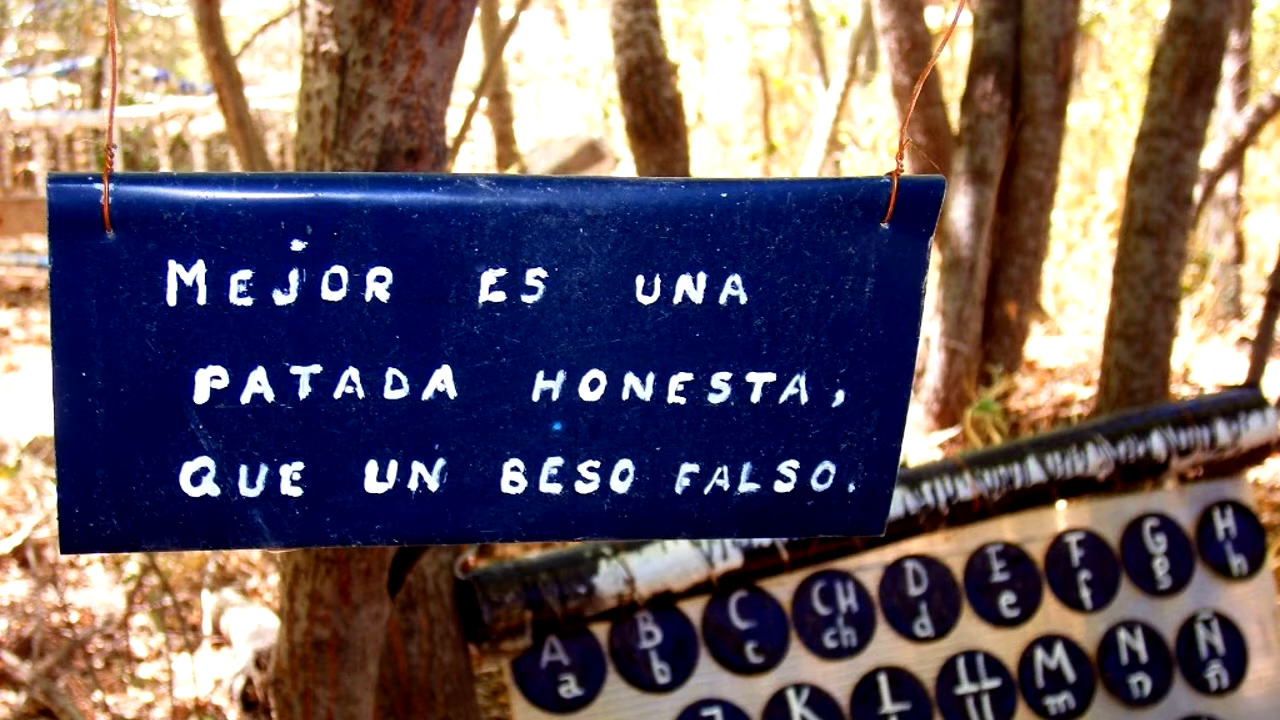 MEjOR ES UNA
PATADA HONESTA,
QUE UN BESO FALSO.
A B C CH D E F G H
a b c ch d e f g h
K L LL M N Ñ
ll m n ñ